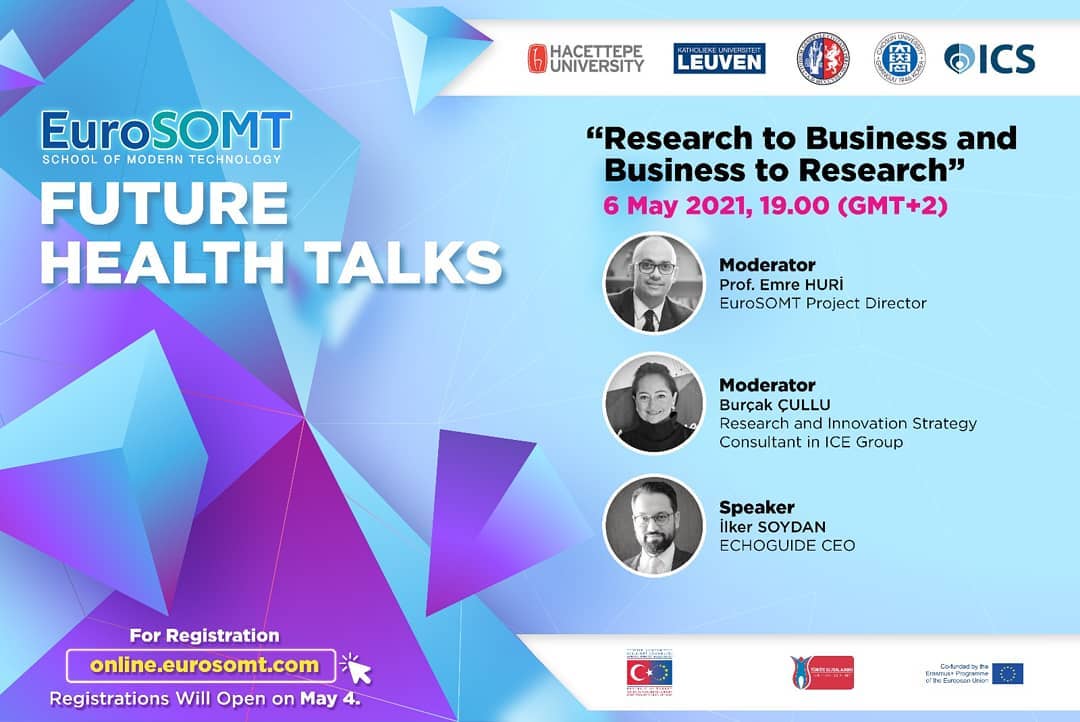 HACETTEPE
UNIVERSITY
KATHOLIEKE UNIVERSITEIT
LEUVEN
ICS
EuroSOMT
SCHOOL OF MODERN TECHNOLOGY
FUTURE
HEALTH TALKS
“Research to Business and
Business to Research”
6 May 2021, 19.00 (GMT+2)
Moderator
Prof. Emre HURİ
EuroSOMT Project Director
Moderator
Burçak ÇULLU
Research and Innovation Strategy
Consultant in ICE Group
Speaker
İlker SOYDAN
ECHOGUIDE CEO
For Registration
online.eurosomt.com
Registrations Will Open on May 4.
Co-funded by the
Erasmus+ Programme
of the European Union